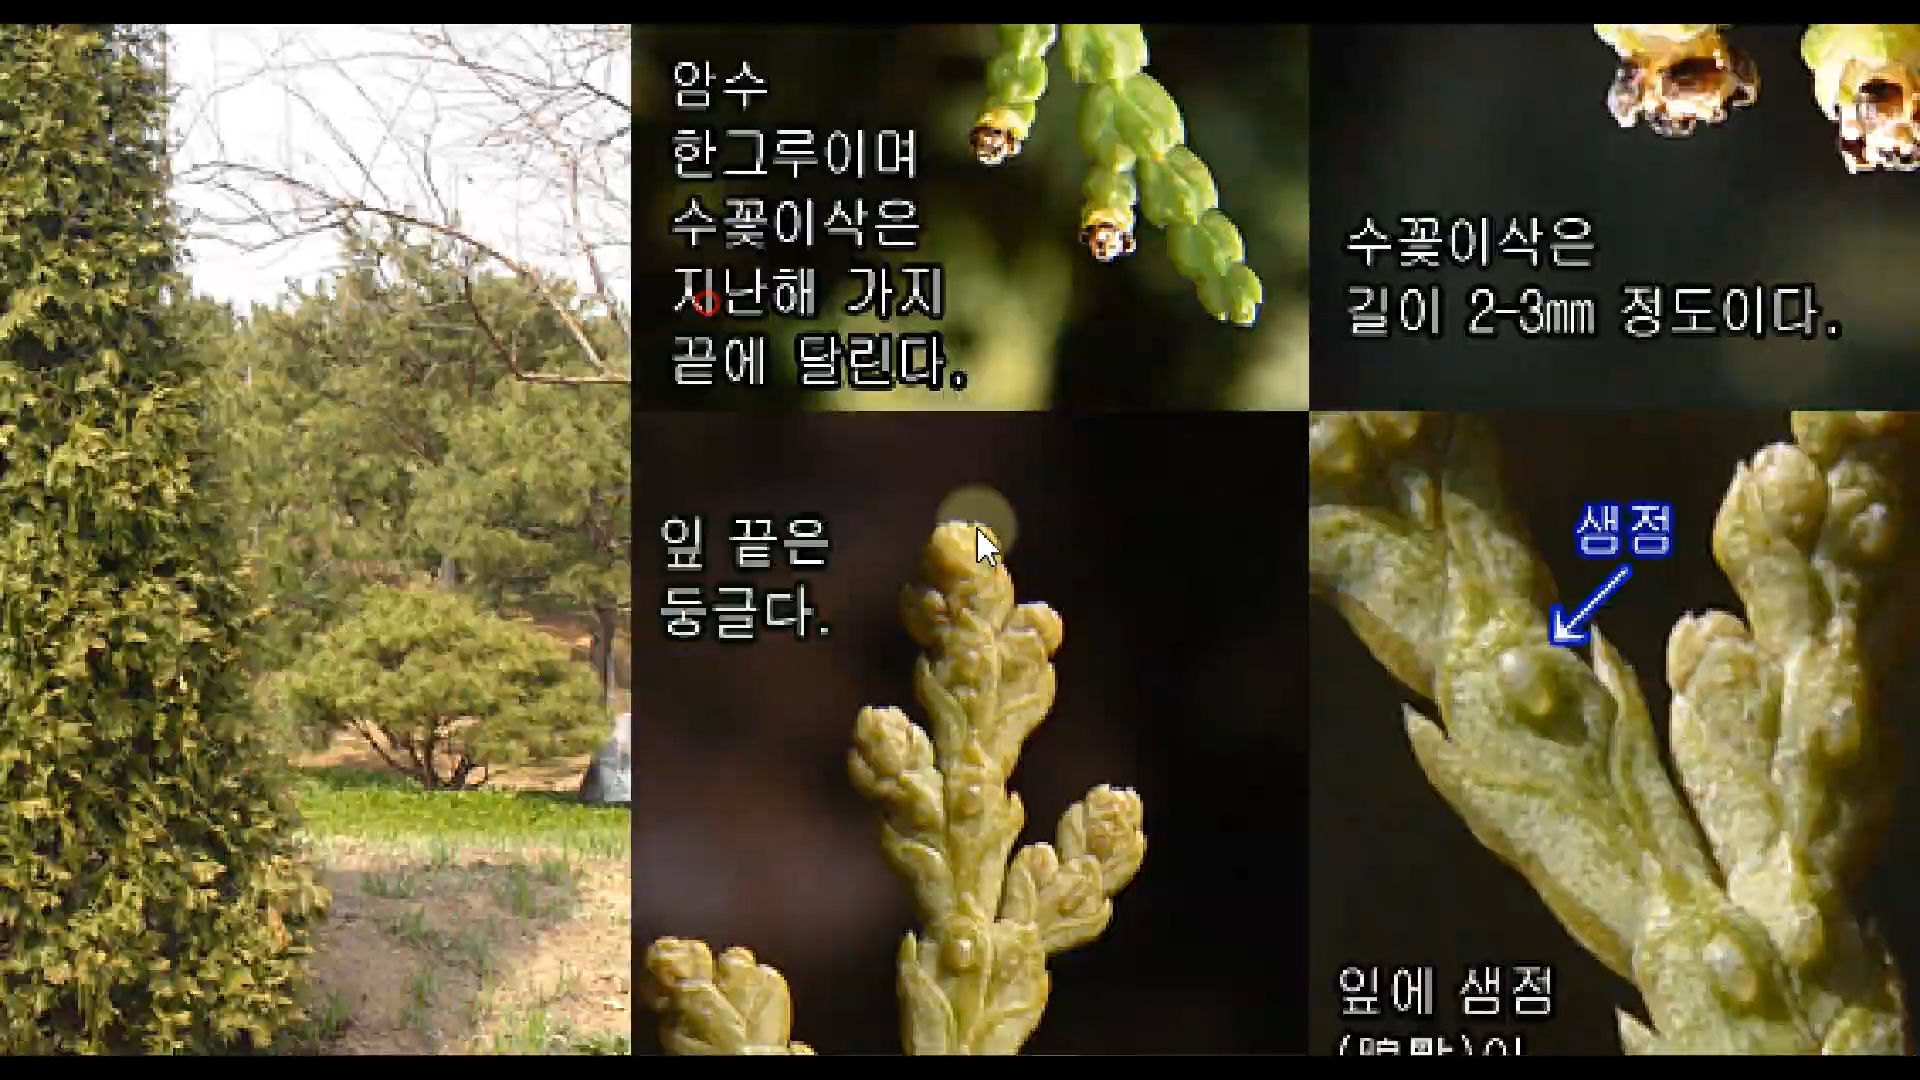 암수
한그루이며
수꽃이삭은
지난해 가지
끝에 달린다.
수꽃이삭은
길이 2-3mm 정도이다.
잎 끝은
둥글다.
샘점
잎에 샘점